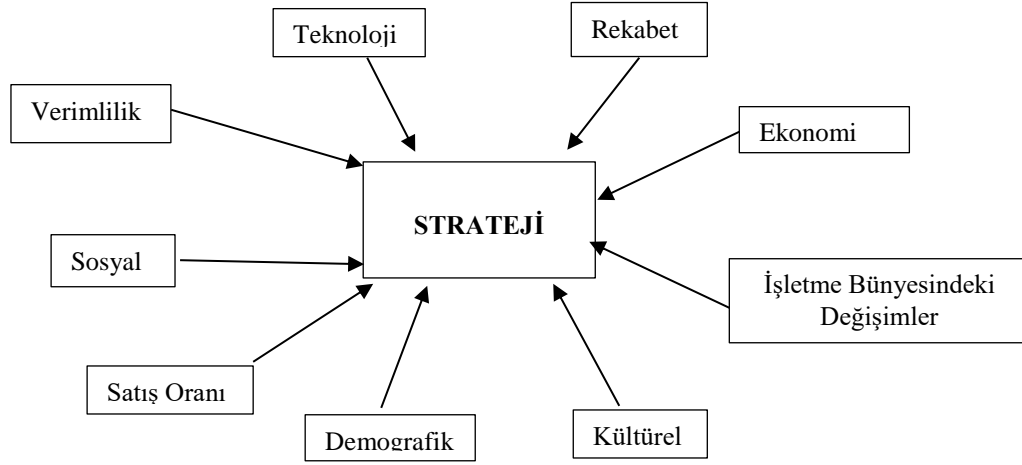 Teknoloji
Rekabet
Verimlilik
Ekonomi
STRATEJİ
Sosyal
İşletme Bünyesindeki
Değişimler
Satış Oranı
Demografik
Kültürel